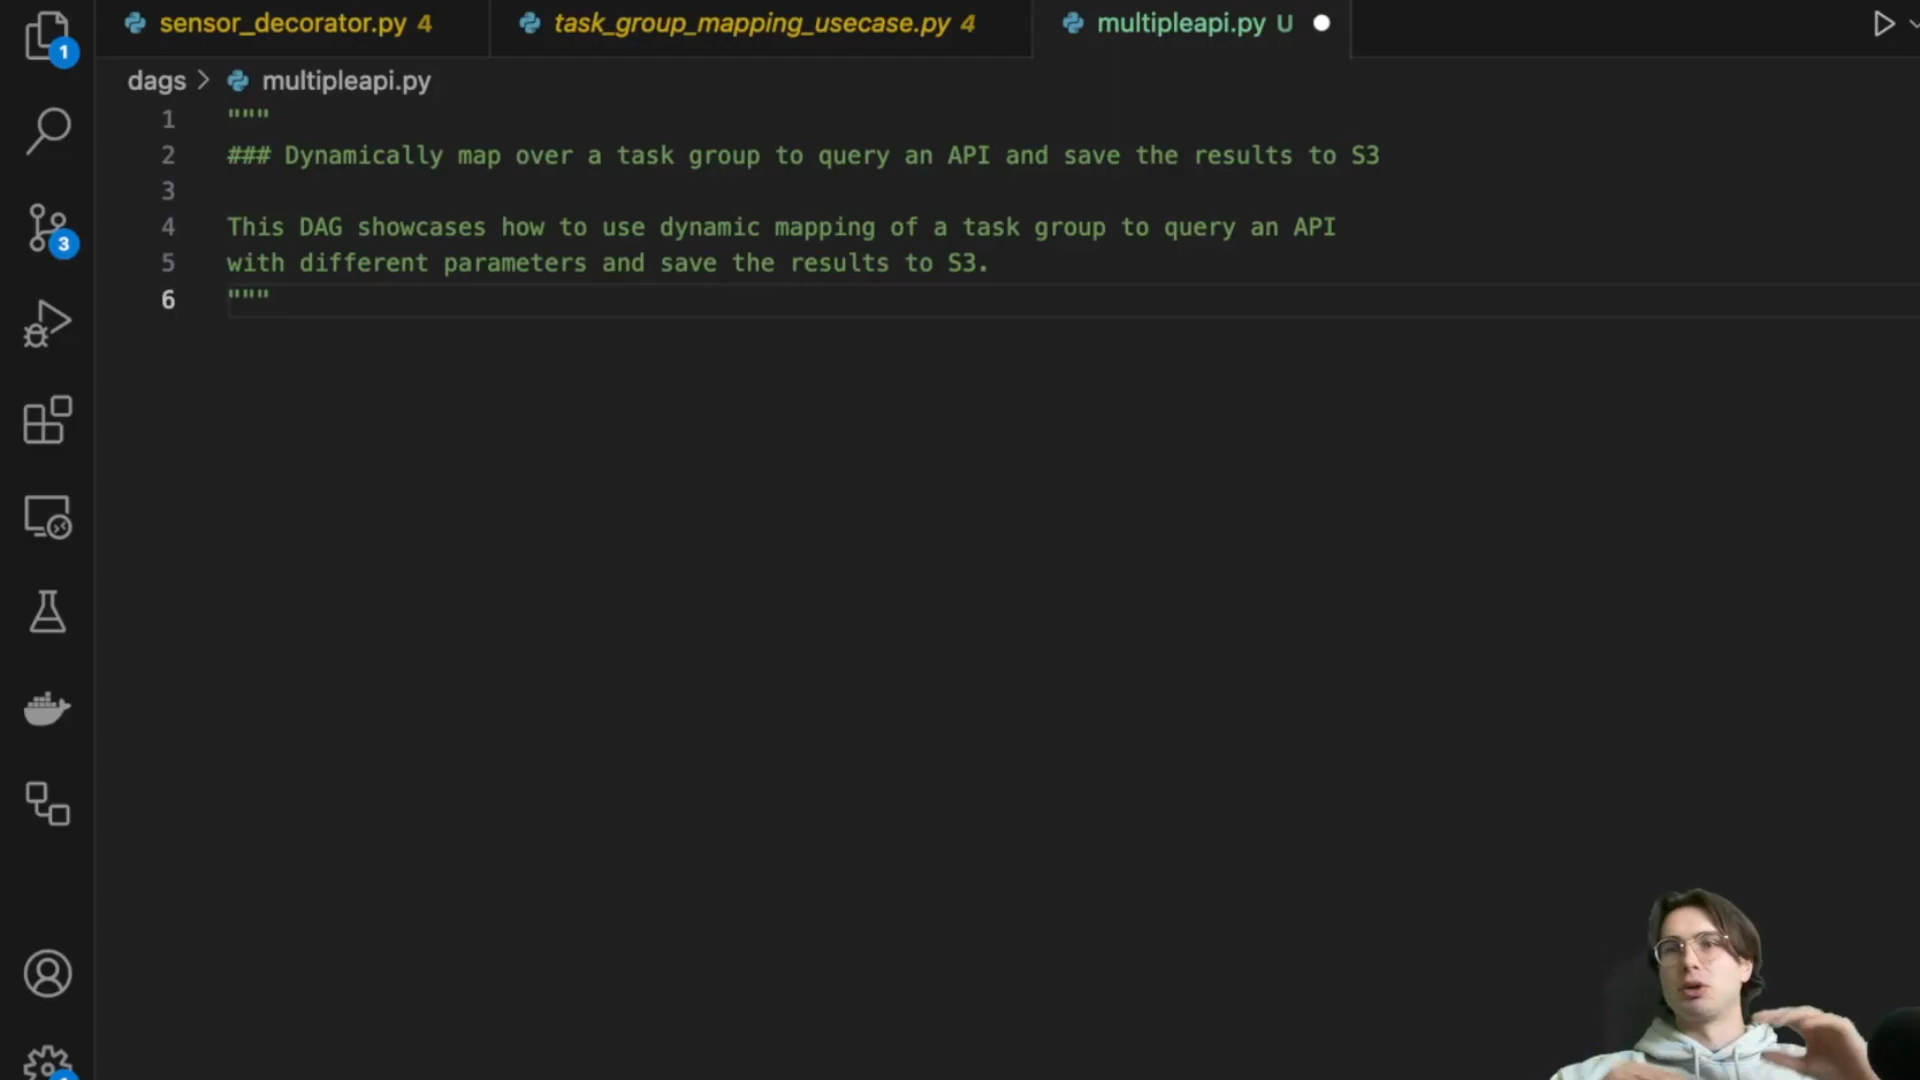 sensor_decorator.py 4
task_group_mapping_usecase.py 4
multipleapi.py U
1
dags > multipleapi.py
1 """
2 ### Dynamically map over a task group to query an API and save the results to S3
3
4 This DAG showcases how to use dynamic mapping of a task group to query an API
5 with different parameters and save the results to S3.
6 """
3